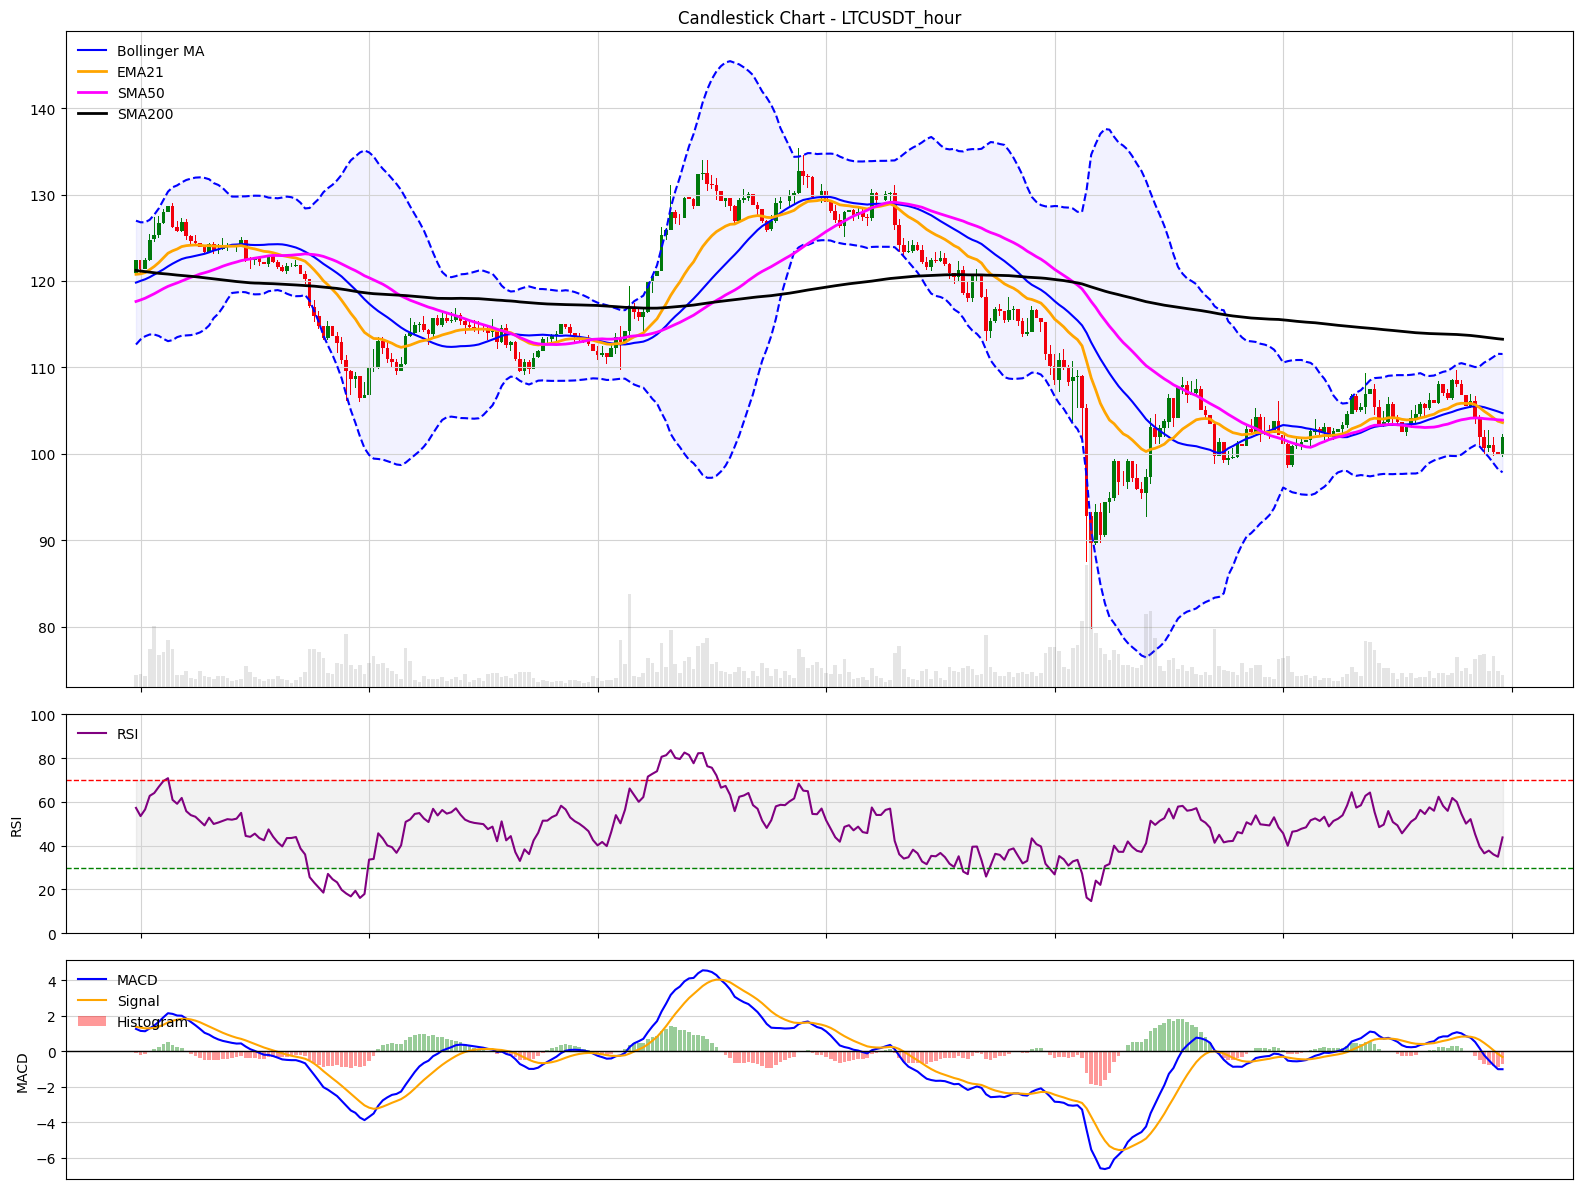 Candlestick Chart - LTCUSDT_hour
Bollinger MA
EMA21
SMA50
SMA200
140
130
120
110
100
90
80
RSI
100
80
60
40
20
0
RSI
MACD
Signal
Histogram
4
2
0
−2
−4
−6
MACD